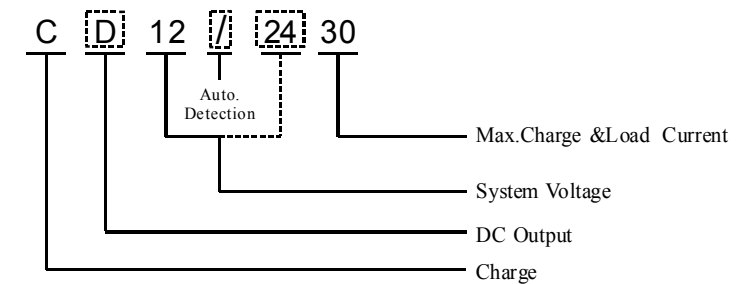 C D 12 / 24 30
Auto.
Detection
Max.Charge &Load Current
System Voltage
DC Output
Charge